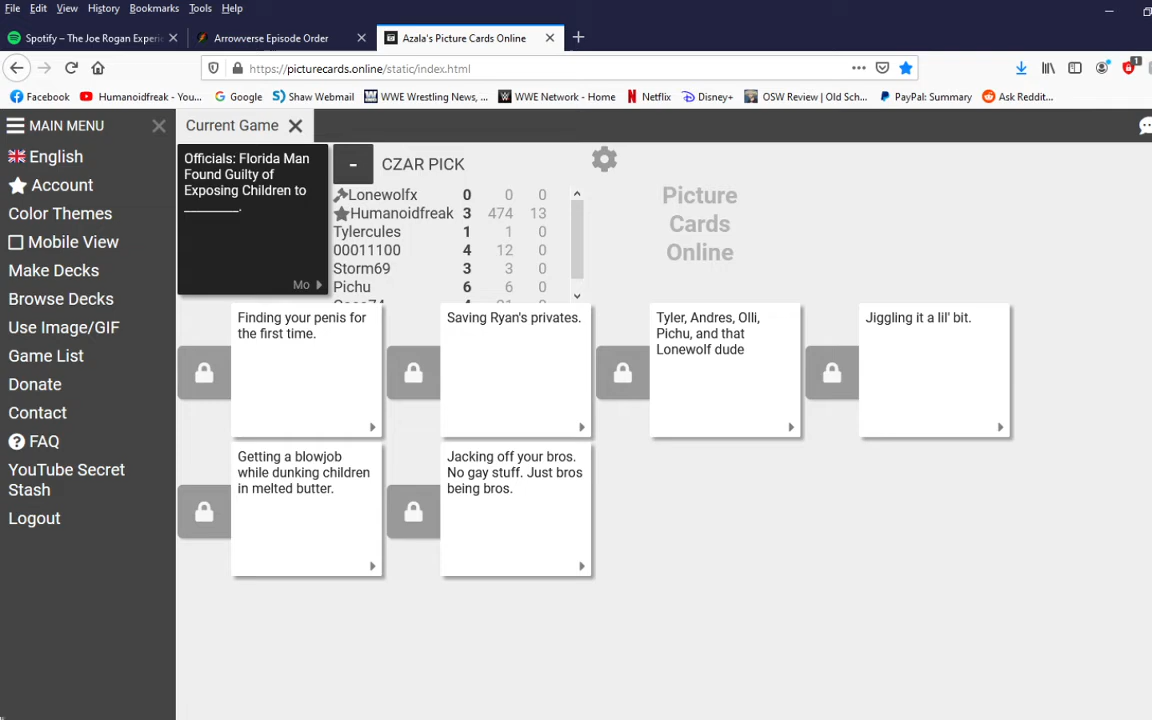 File Edit View History Bookmarks Tools Help
Spotify – The Joe Rogan Experi
Arrowverse Episode Order
Azala's Picture Cards Online
https://picturecards.online/static/index.html
1
Facebook
Humanoidfreak - You...
Google
Shaw Webmail
WWE Wrestling News, ...
WWE Network - Home
Netflix
Disney+
OSW Review | Old Sch...
PayPal: Summary
Ask Reddit...
MAIN MENU
Current Game
English
Account
Color Themes
Mobile View
Make Decks
Browse Decks
Use Image/GIF
Game List
Donate
Contact
FAQ
YouTube Secret
Stash
Logout
Officials: Florida Man
Found Guilty of
Exposing Children to
________.
Mo
-
CZAR PICK
Lonewolfx 0 0 0
Humanoidfreak 3 474 13
Tylercules 1 1 0
00011100 4 12 0
Storm69 3 3 0
Pichu 6 6 0
Picture
Cards
Online
Finding your penis for
the first time.
Saving Ryan's privates.
Tyler, Andres, Olli,
Pichu, and that
Lonewolf dude
Jiggling it a lil' bit.
Getting a blowjob
while dunking children
in melted butter.
Jacking off your bros.
No gay stuff. Just bros
being bros.